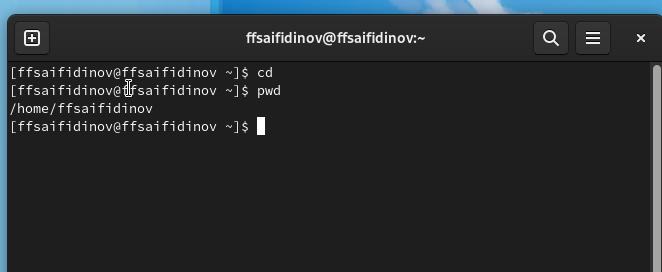 ffsaifidinov@ffsaifidinov:~
[ffsaifidinov@ffsaifidinov ~]$ cd
[ffsaifidinov@ffsaifidinov ~]$ pwd
/home/ffsaifidinov
[ffsaifidinov@ffsaifidinov ~]$